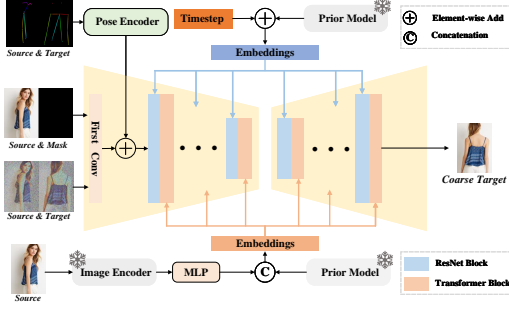 Pose Encoder
Timestep
Prior Model
Element-wise Add
C
Concatenation
Source & Target
Embeddings
First Conv
Source & Mask
Coarse Target
Source & Target
Embeddings
Image Encoder
MLP
C
Prior Model
ResNet Block
Transformer Block
Source